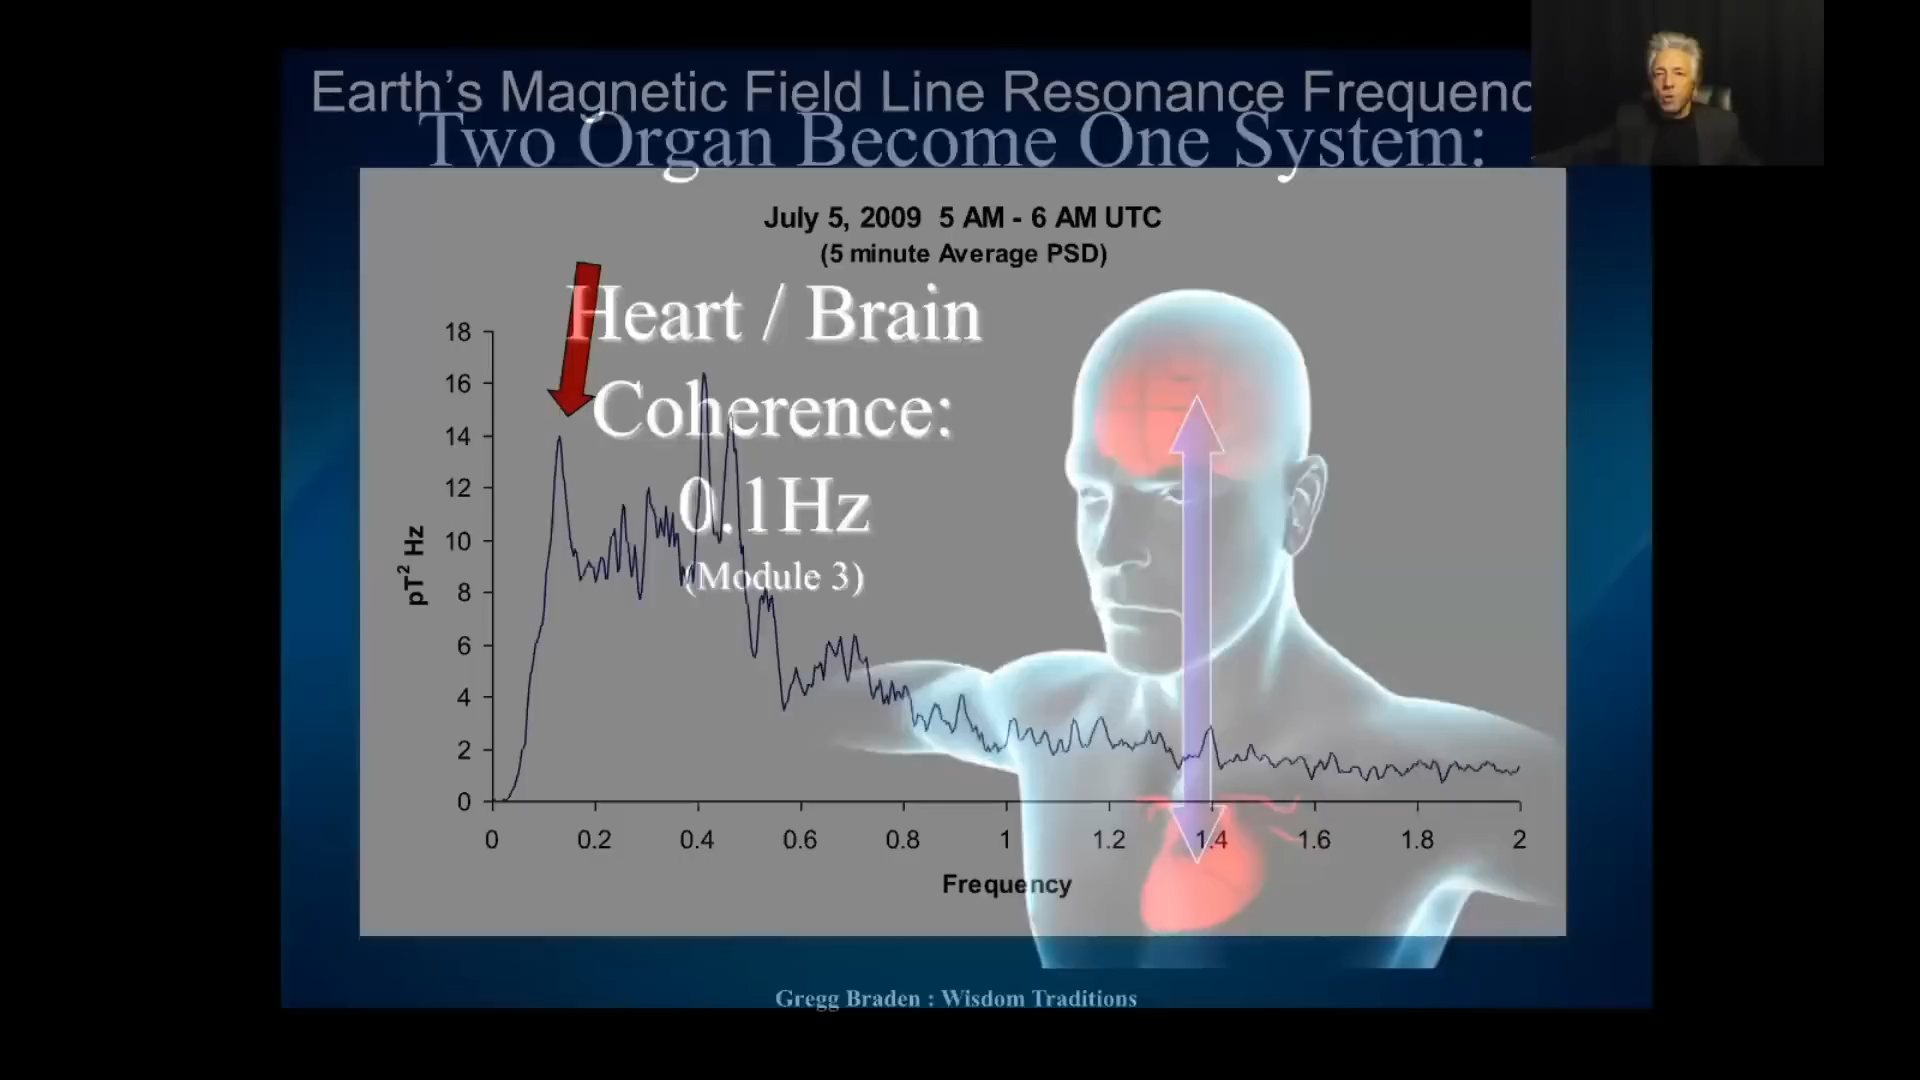 Earth's Magnetic Field Line Resonance Frequenc
Two Organ Become One System:
July 5, 2009 5 AM - 6 AM UTC
(5 minute Average PSD)
Heart / Brain
Coherence:
0.1Hz
(Module 3)
18
16
14
12
10
8
6
4
2
0
pT² Hz
0 0.2 0.4 0.6 0.8 1 1.2 1.4 1.6 1.8 2
Frequency
Gregg Braden : Wisdom Traditions